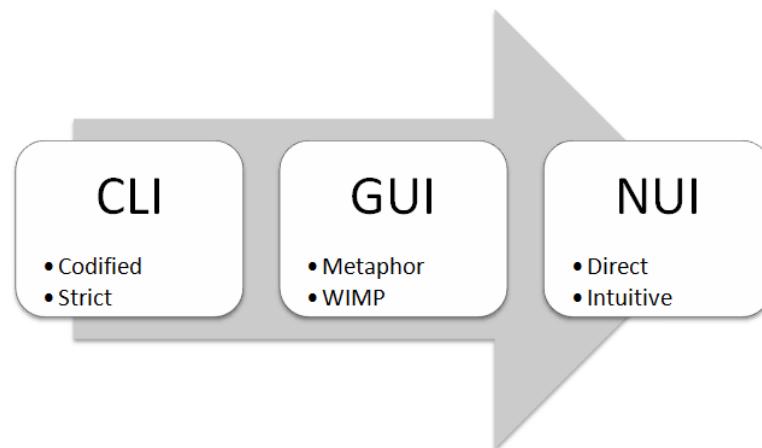 CLI
• Codified
• Strict
GUI
• Metaphor
• WIMP
NUI
• Direct
• Intuitive